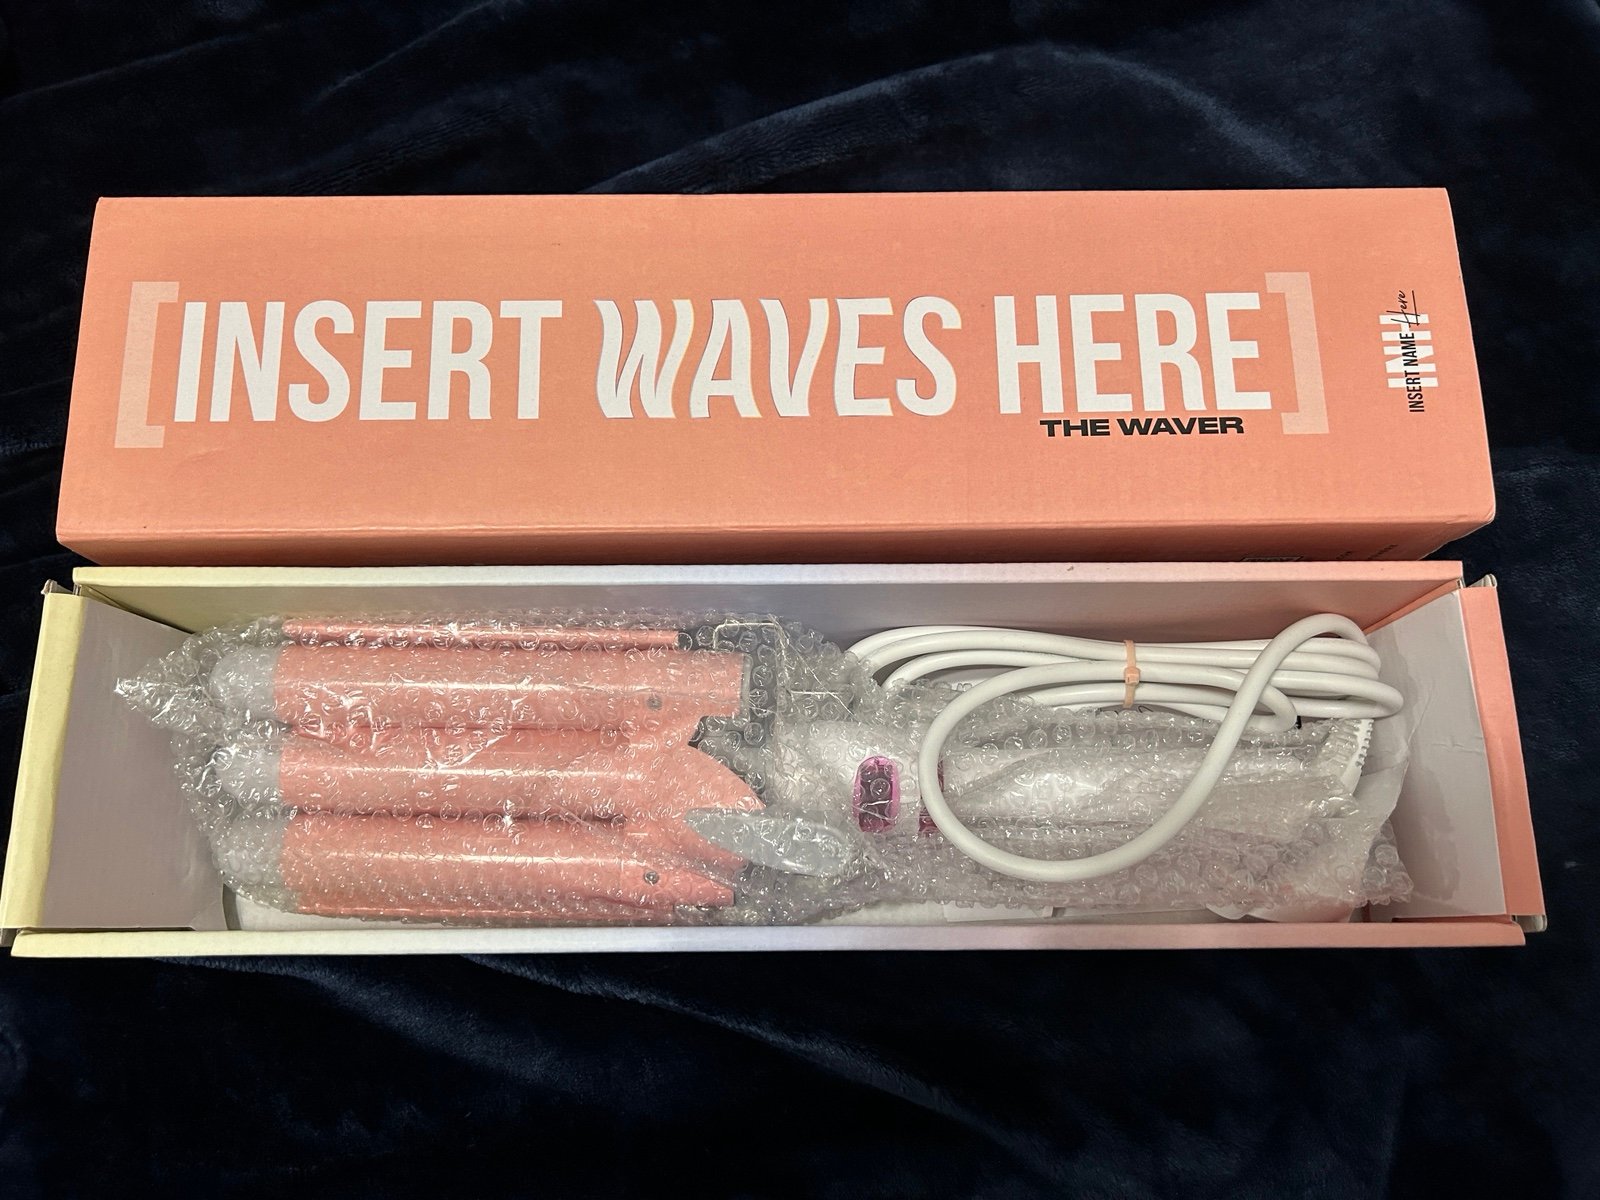 [INSERT WAVES HERE]
THE WAVER
INH
INSERT NAME Here